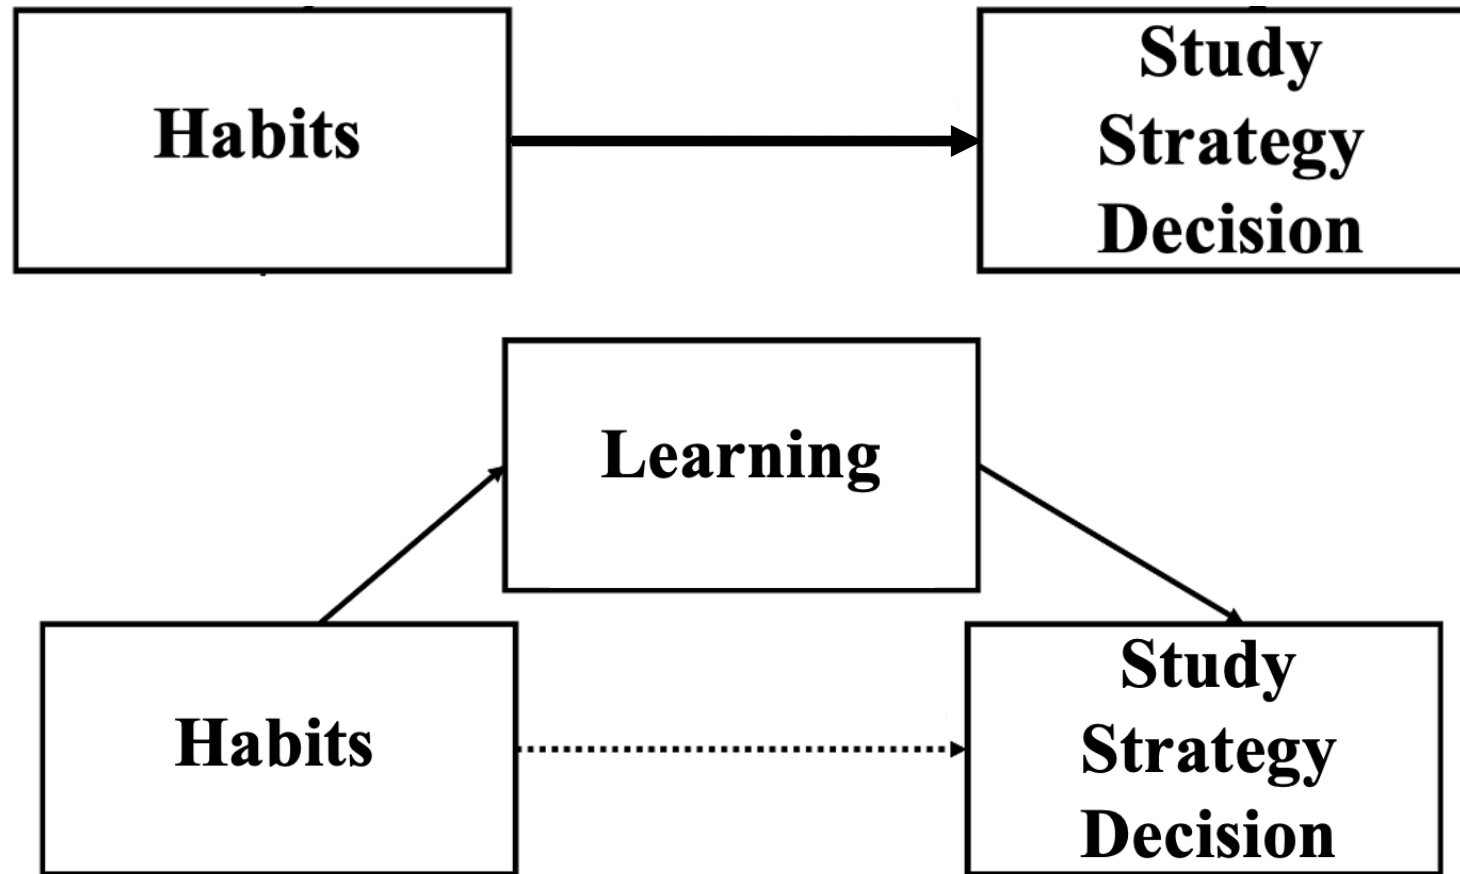 Habits
Study
Strategy
Decision
Learning
Habits
Study
Strategy
Decision